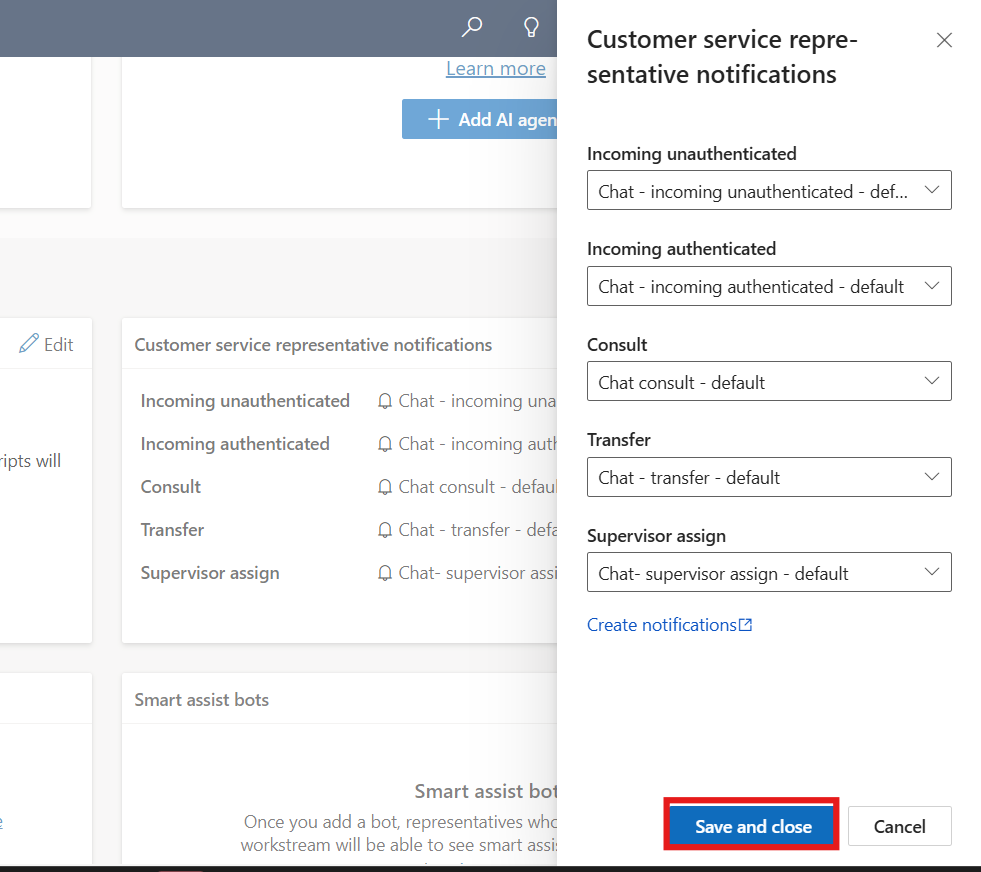 Learn more
Add AI agen
Edit
ripts will
Customer service representative notifications
Incoming unauthenticated
Chat - incoming una
Incoming authenticated
Chat - incoming auth
Consult
Chat consult - defau
Transfer
Chat - transfer - defa
Supervisor assign
Chat- supervisor assi
Smart assist bots
Smart assist bot
Once you add a bot, representatives who
workstream will be able to see smart assis
e
Customer service repre-
sentative notifications
Incoming unauthenticated
Chat - incoming unauthenticated - def...
Incoming authenticated
Chat - incoming authenticated - default
Consult
Chat consult - default
Transfer
Chat - transfer - default
Supervisor assign
Chat- supervisor assign - default
Create notifications
Save and close
Cancel